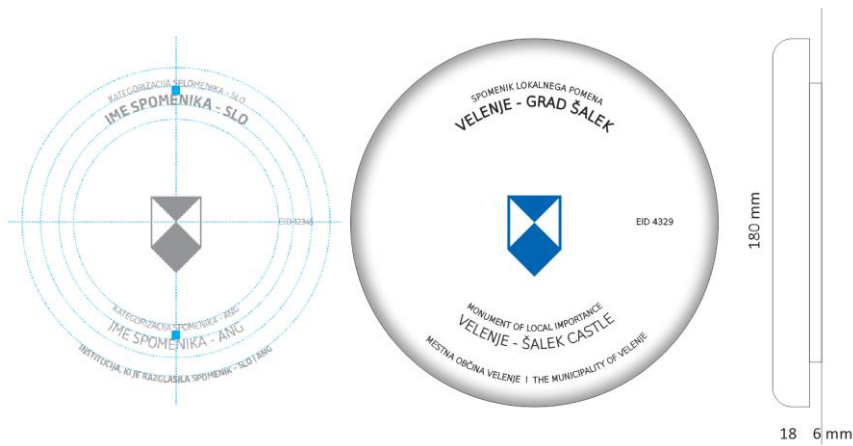 KATEGORIZACIJA SPLOMENIKA - SLO
IME SPOMENIKA - SLO
EID 12345
KATEGORIZACIJA SPOMENIKA - ANG
IME SPOMENIKA - ANG
INSTITUCIJA, KI JE RAZGLASILA SPOMENIK - SLO I ANG
SPOMENIK LOKALNEGA POMENA
VELENJE - GRAD ŠALEK
EID 4329
MONUMENT OF LOCAL IMPORTANCE
VELENJE - ŠALEK CASTLE
MESTNA OBČINA VELENJE I THE MUNICIPALITY OF VELENJE
180 mm
18 6 mm